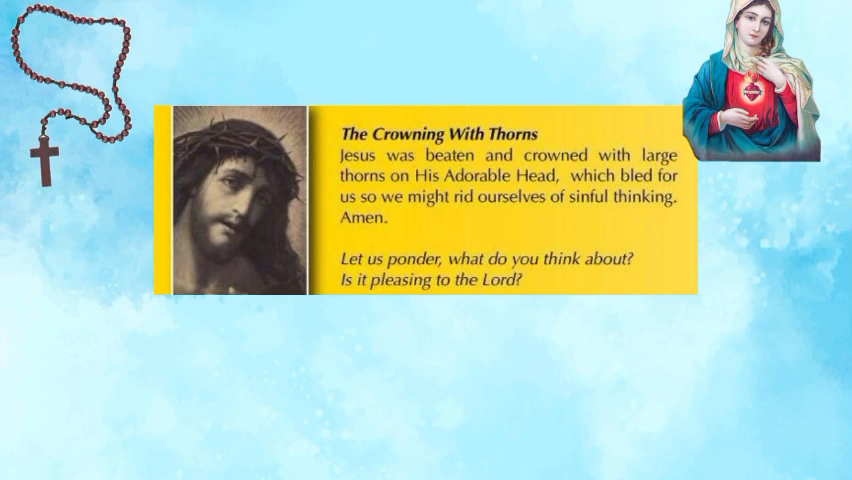 The Crowning With Thorns
Jesus was beaten and crowned with large
thorns on His Adorable Head, which bled for
us so we might rid ourselves of sinful thinking.
Amen.
Let us ponder, what do you think about?
Is it pleasing to the Lord?